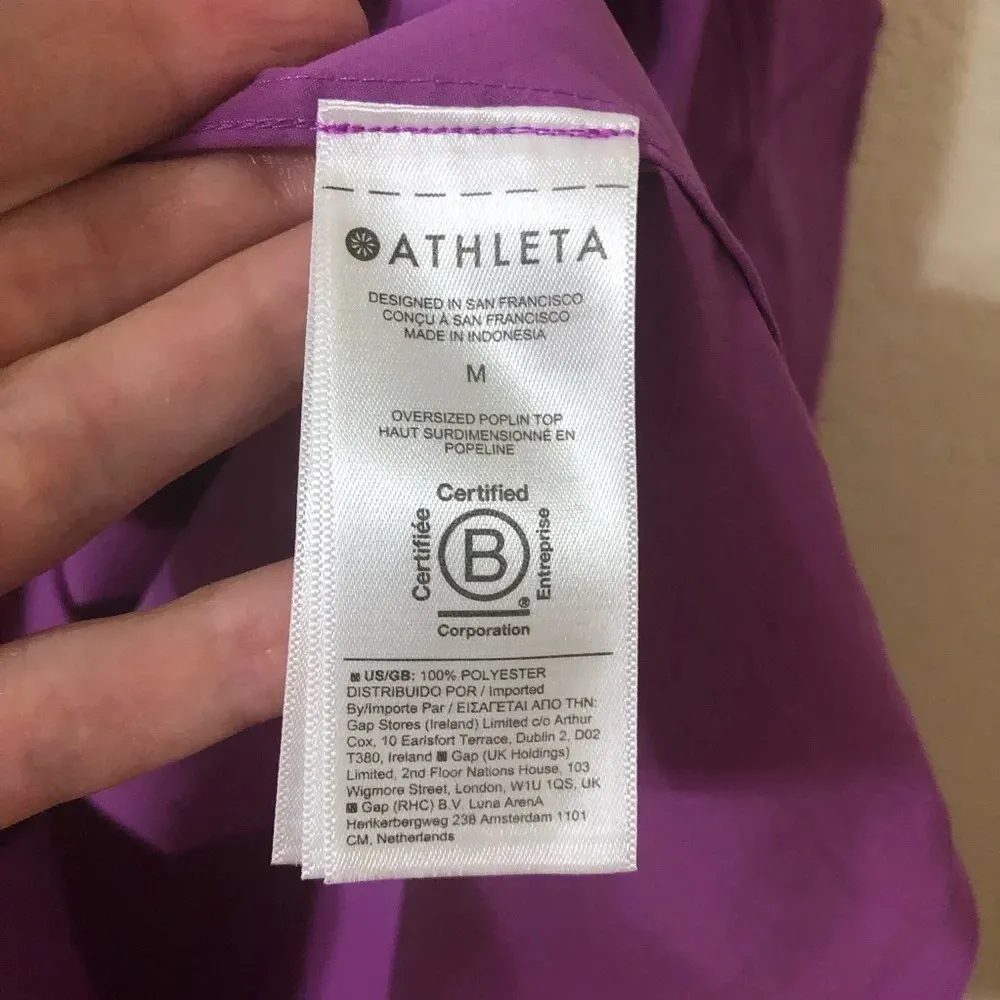 ATHLETA
DESIGNED IN SAN FRANCISCO
CONÇU À SAN FRANCISCO
MADE IN INDONESIA
M
OVERSIZED POPLIN TOP
HAUT SURDIMENSIONNÉ EN
POPELINE
Certified
Certifiée
B
Entreprise
®
Corporation
US/GB: 100% POLYESTER
DISTRIBUIDO POR / Imported
By/Importe Par / ΕΙΣΑΓΕΤΑΙ ΑΠΟ ΤΗΝ:
Gap Stores (Ireland) Limited c/o Arthur
Cox, 10 Earlsfort Terrace, Dublin 2, D02
T380, Ireland Gap (UK Holdings)
Limited, 2nd Floor Nations House, 103
Wigmore Street, London, W1U 1QS, UK
Gap (RHC) B.V. Luna ArenA
Herikerbergweg 238 Amsterdam 1101
CM, Netherlands